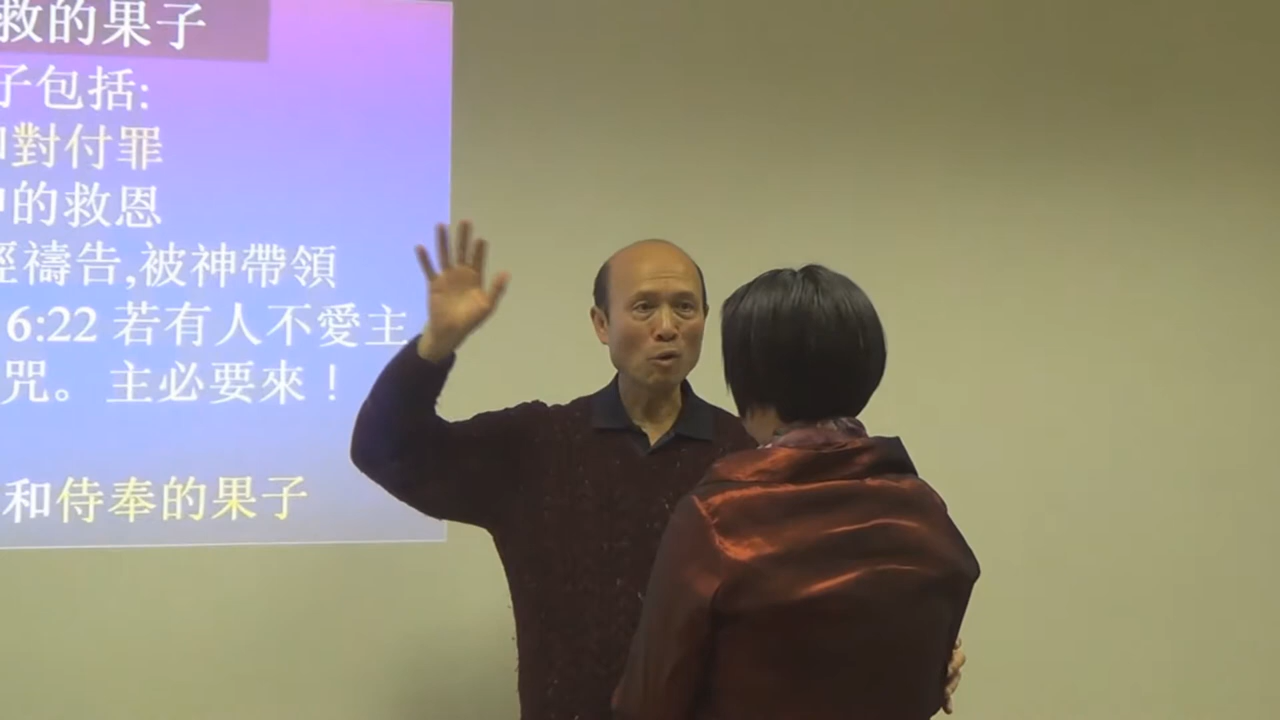 救的果子
子包括:
對付罪
的救恩
經禱告,被神帶領
6:22 若有人不愛主
咒。主必要來！
和侍奉的果子